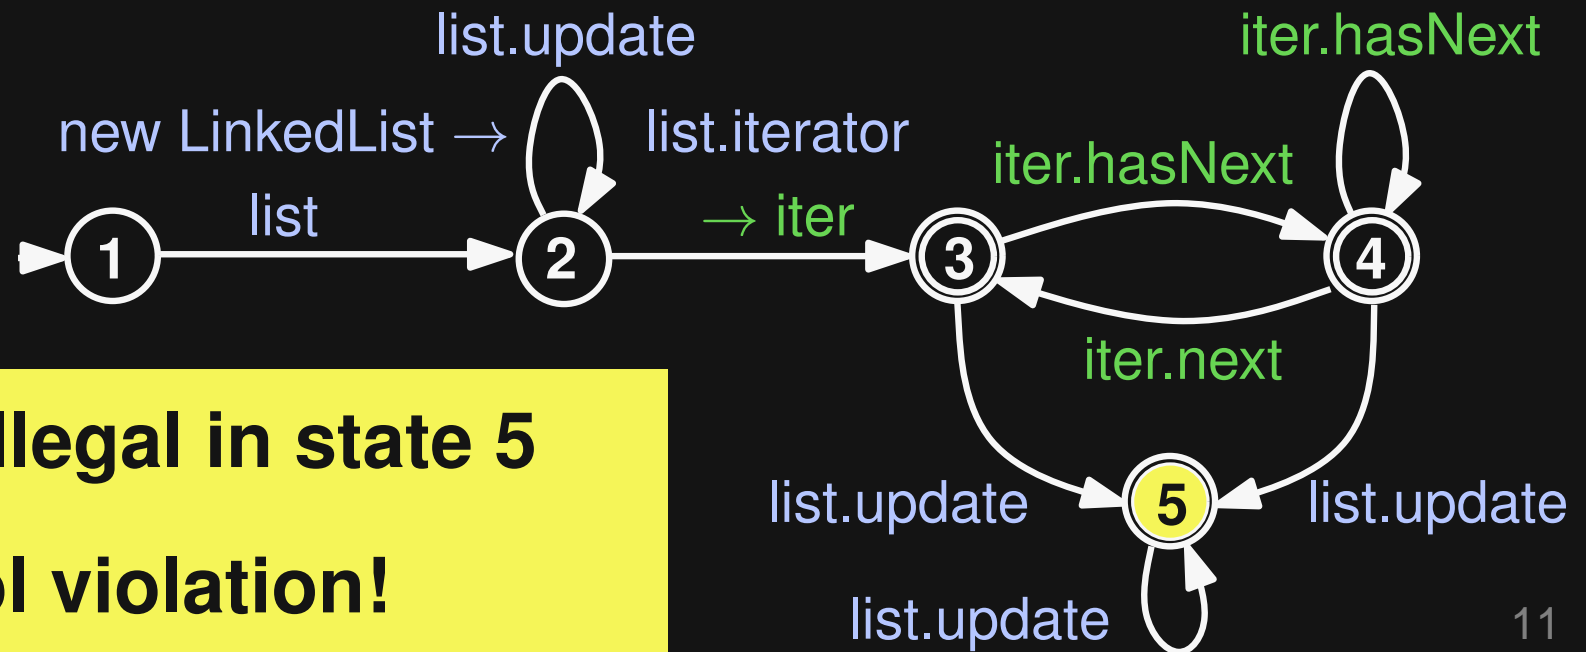 list.update
iter.hasNext
new LinkedList →
list.iterator
iter.hasNext
list
→ iter
1
2
3
4
iter.next
llegal in state 5
list.update
5
list.update
ol violation!
list.update
11